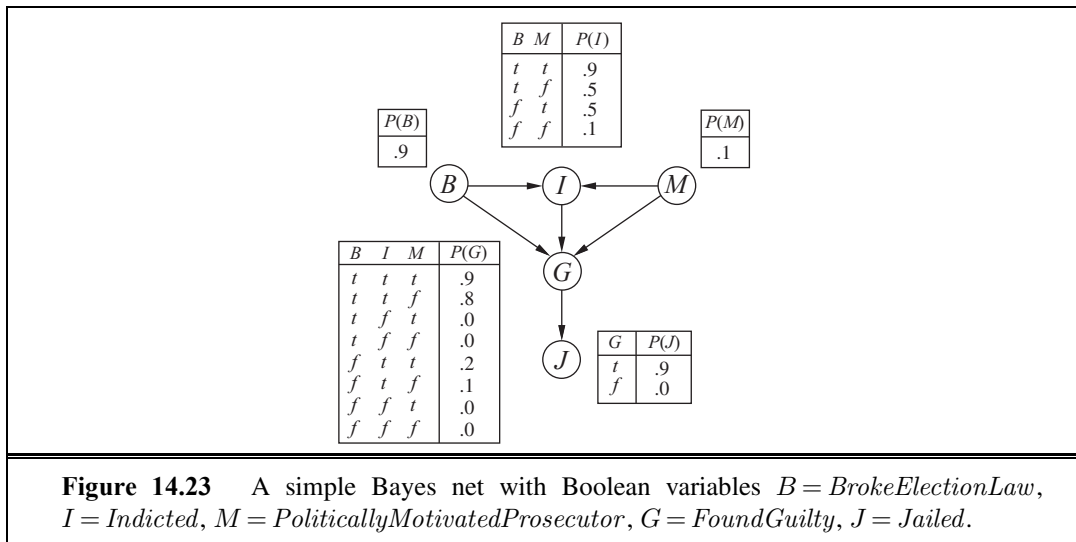 B M P(I)
t t .9
t f .5
f t .5
f f .1
P(B)
.9
P(M)
.1
B I M
B I M P(G)
t t t .9
t t f .8
t f t .0
t f f .0
f t t .2
f t f .1
f f t .0
f f f .0
G
J
G P(J)
t .9
f .0
Figure 14.23 A simple Bayes net with Boolean variables B = BrokeElectionLaw,
I = Indicted, M = PoliticallyMotivatedProsecutor, G = FoundGuilty, J = Jailed.